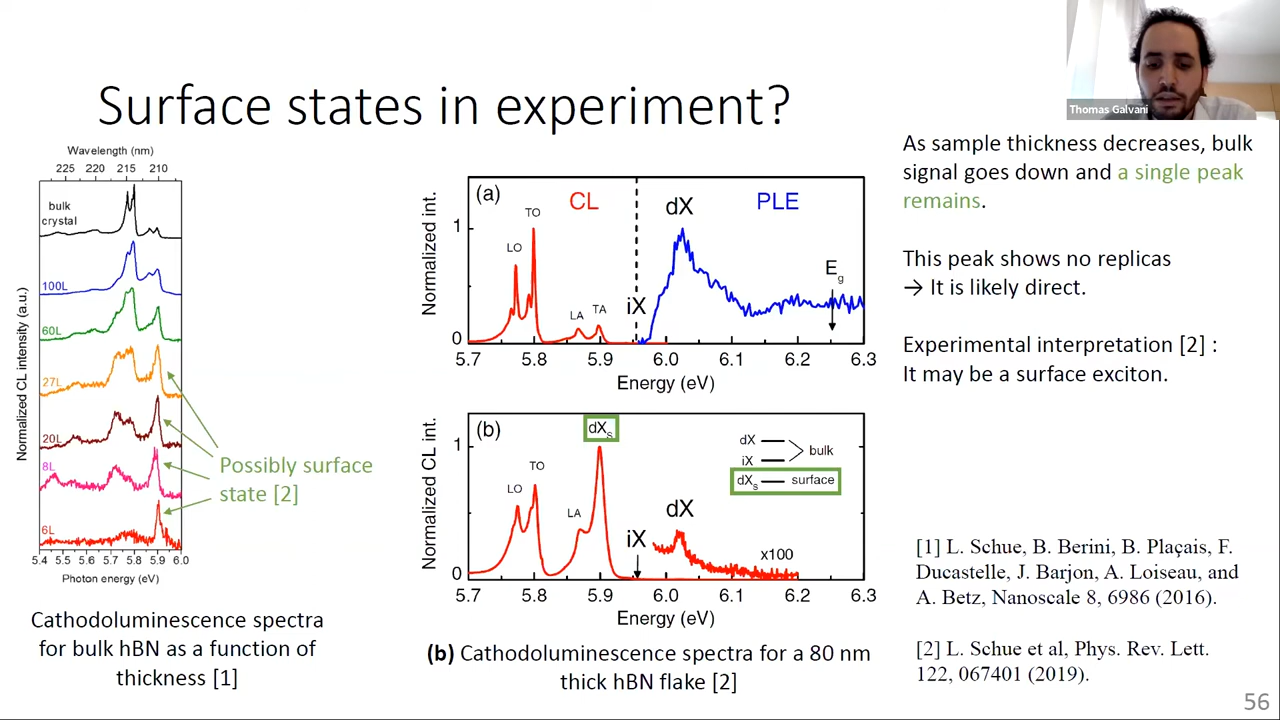 Thomas Galvani
Surface states in experiment?
Wavelength (nm)
225 220 215 210
bulk
crystal
100L
60L
27L
20L
8L
6L
Normalized CL intensity (a.u.)
5.4 5.5 5.6 5.7 5.8 5.9 6.0
Photon energy (eV)
Possibly surface
state [2]
Cathodoluminescence spectra
for bulk hBN as a function of
thickness [1]
(a) CL dX PLE
TO
LO
LA TA
iX
Eg
Normalized int.
1
0
5.7 5.8 5.9 6.0 6.1 6.2 6.3
Energy (eV)
(b) dXs
TO
LO
LA
iX
dX
x100
dX
iX
bulk
dXs surface
Normalized CL int.
1
0
5.7 5.8 5.9 6.0 6.1 6.2 6.3
Energy (eV)
(b) Cathodoluminescence spectra for a 80 nm
thick hBN flake [2]
As sample thickness decreases, bulk
signal goes down and a single peak
remains.
This peak shows no replicas
→ It is likely direct.
Experimental interpretation [2] :
It may be a surface exciton.
[1] L. Schue, B. Berini, B. Plaçais, F.
Ducastelle, J. Barjon, A. Loiseau, and
A. Betz, Nanoscale 8, 6986 (2016).
[2] L. Schue et al, Phys. Rev. Lett.
122, 067401 (2019).
56